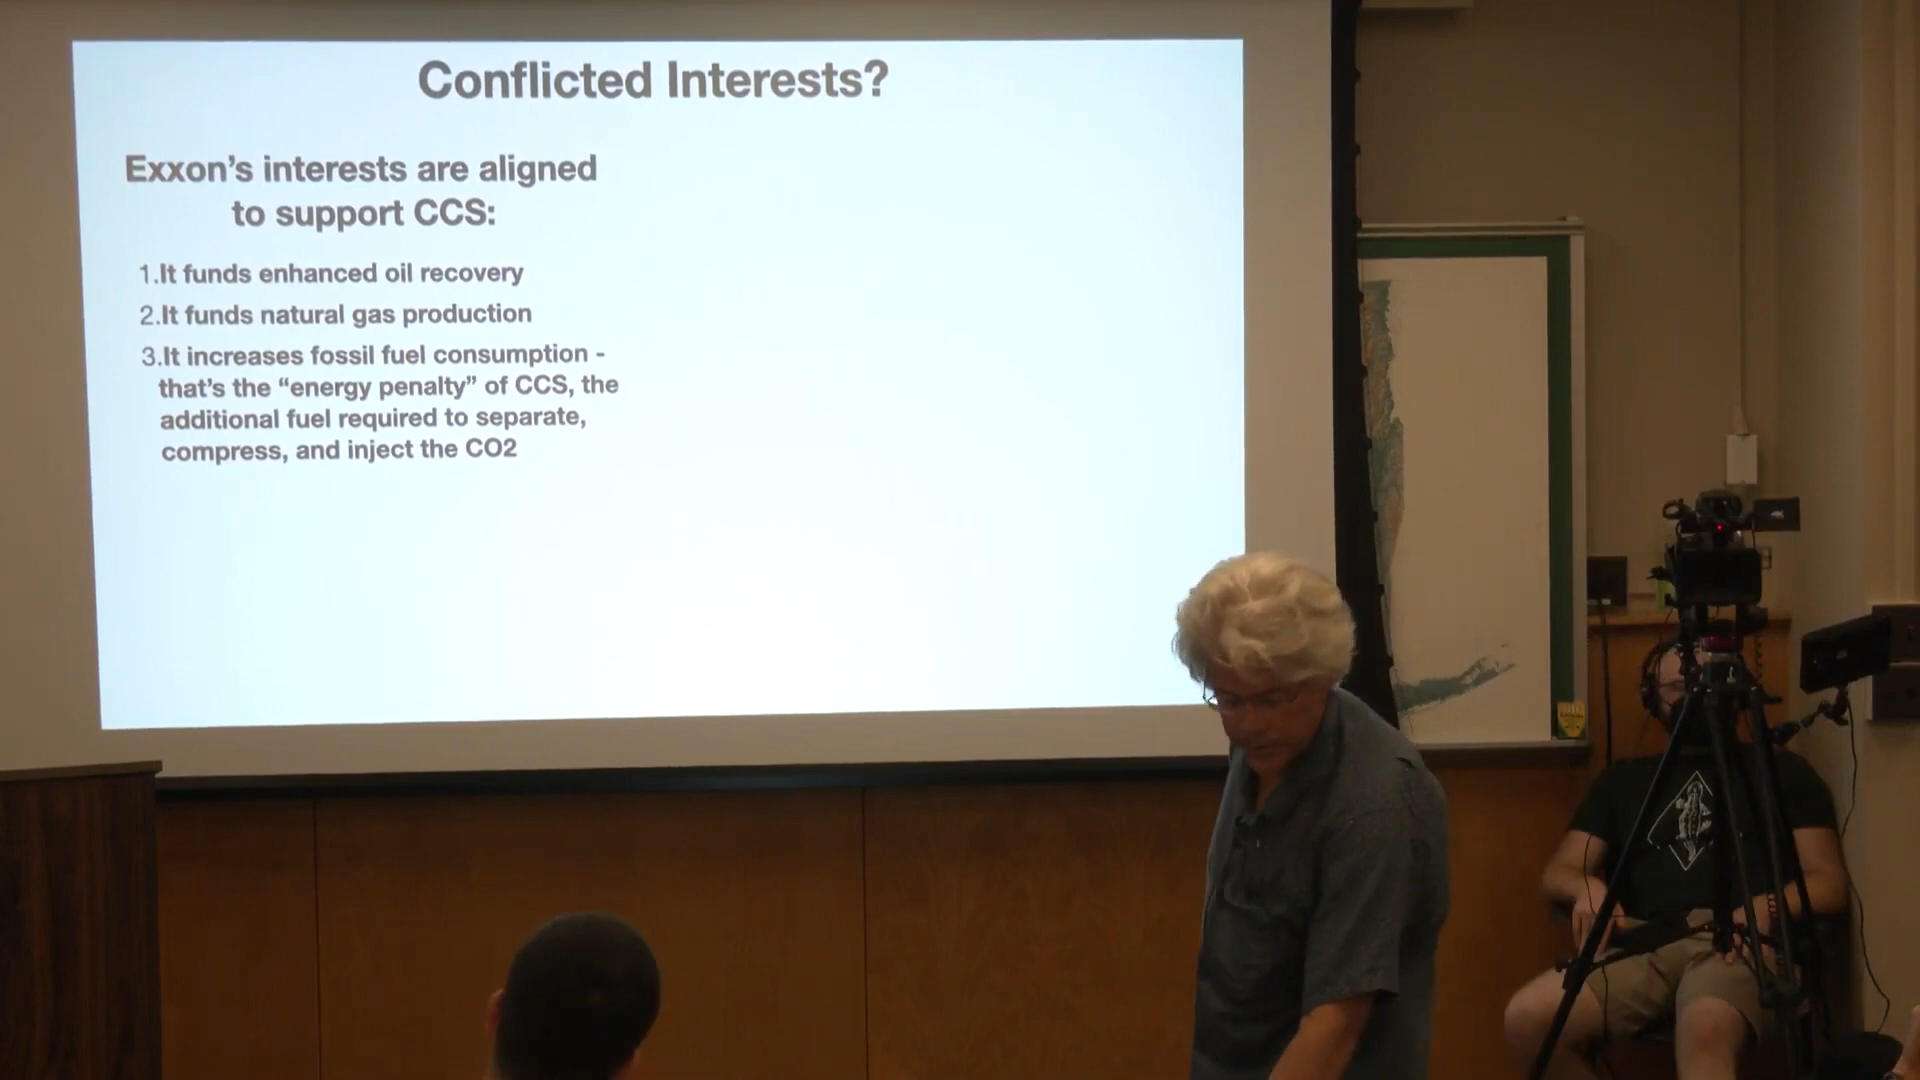 Conflicted Interests?
Exxon's interests are aligned
to support CCS:
1.It funds enhanced oil recovery
2.It funds natural gas production
3.It increases fossil fuel consumption -
that's the “energy penalty” of CCS, the
additional fuel required to separate,
compress, and inject the CO2